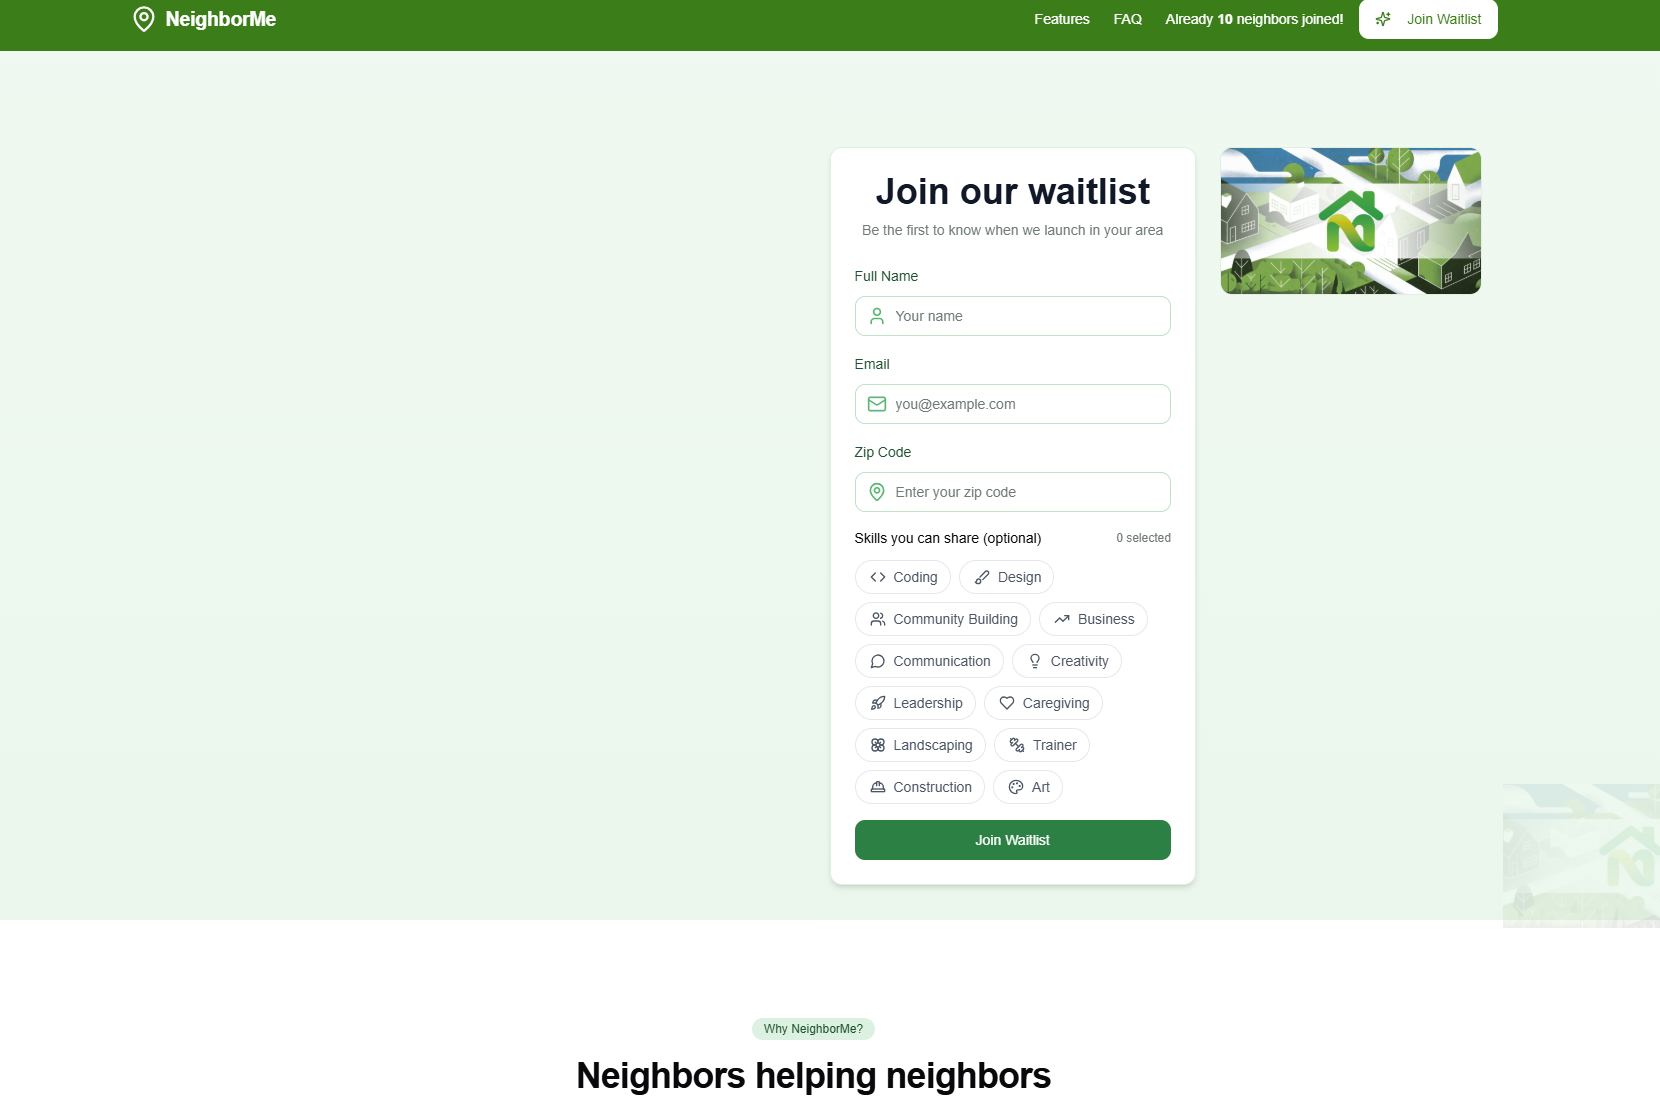 NeighborMe
Features
FAQ
Already 10 neighbors joined!
Join Waitlist
Join our waitlist
Be the first to know when we launch in your area
Full Name
Your name
Email
you@example.com
Zip Code
Enter your zip code
Skills you can share (optional)
0 selected
Coding
Design
Community Building
Business
Communication
Creativity
Leadership
Caregiving
Landscaping
Trainer
Construction
Art
Join Waitlist
Why NeighborMe?
Neighbors helping neighbors